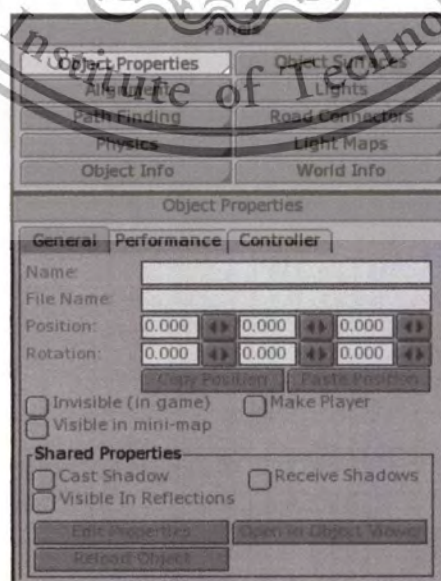 Panels
Institute of Techno
Object Properties Object Surfaces
Alignment Lights
Path Finding Road Connectors
Physics Light Maps
Object Info World Info
Object Properties
General Performance Controller
Name:
File Name:
Position: 0.000 0.000 0.000
Rotation: 0.000 0.000 0.000
Copy Position Paste Position
Invisible (in game) Make Player
Visible in mini-map
Shared Properties
Cast Shadow Receive Shadows
Visible In Reflections
Edit Properties Open in Object Viewer
Reload Object